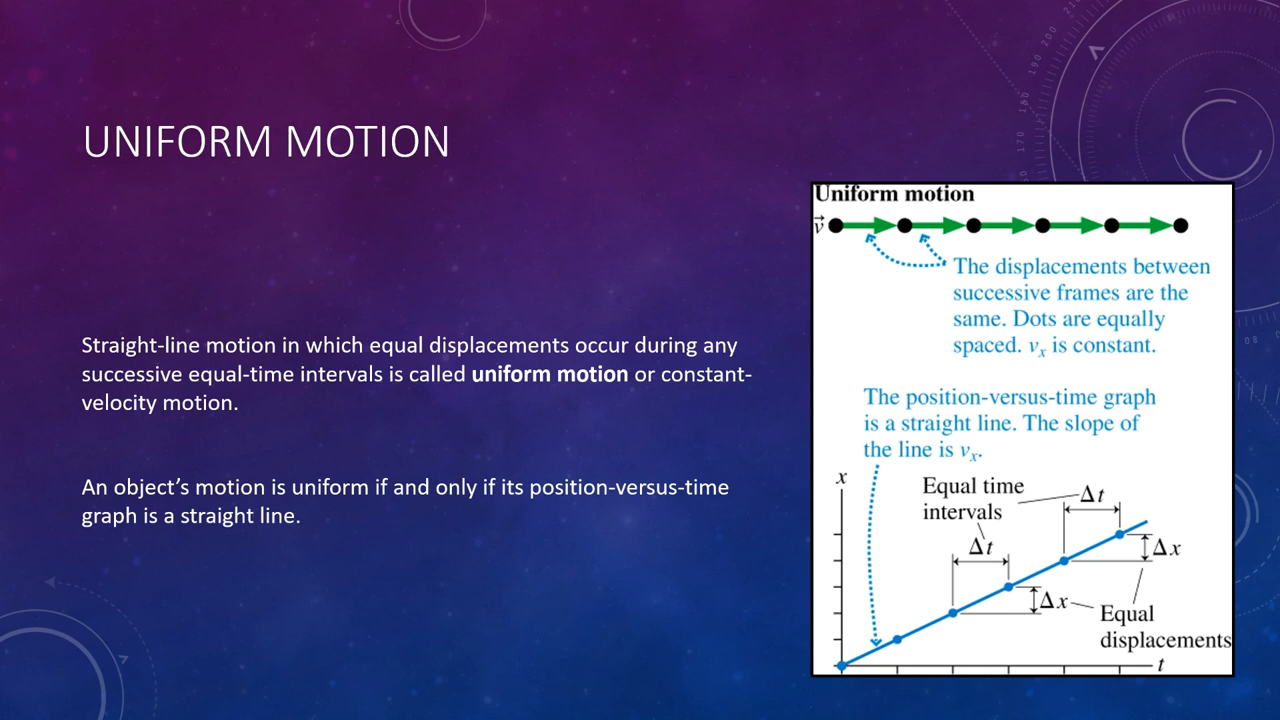 UNIFORM MOTION
Straight-line motion in which equal displacements occur during any
successive equal-time intervals is called uniform motion or constant-
velocity motion.
An object’s motion is uniform if and only if its position-versus-time
graph is a straight line.
Uniform motion
v⃗
The displacements between
successive frames are the
same. Dots are equally
spaced. vₓ is constant.
The position-versus-time graph
is a straight line. The slope of
the line is vₓ.
x
Equal time
intervals
Δt
Δt
Δx
Δx
Equal
displacements
t
170
180
190
200